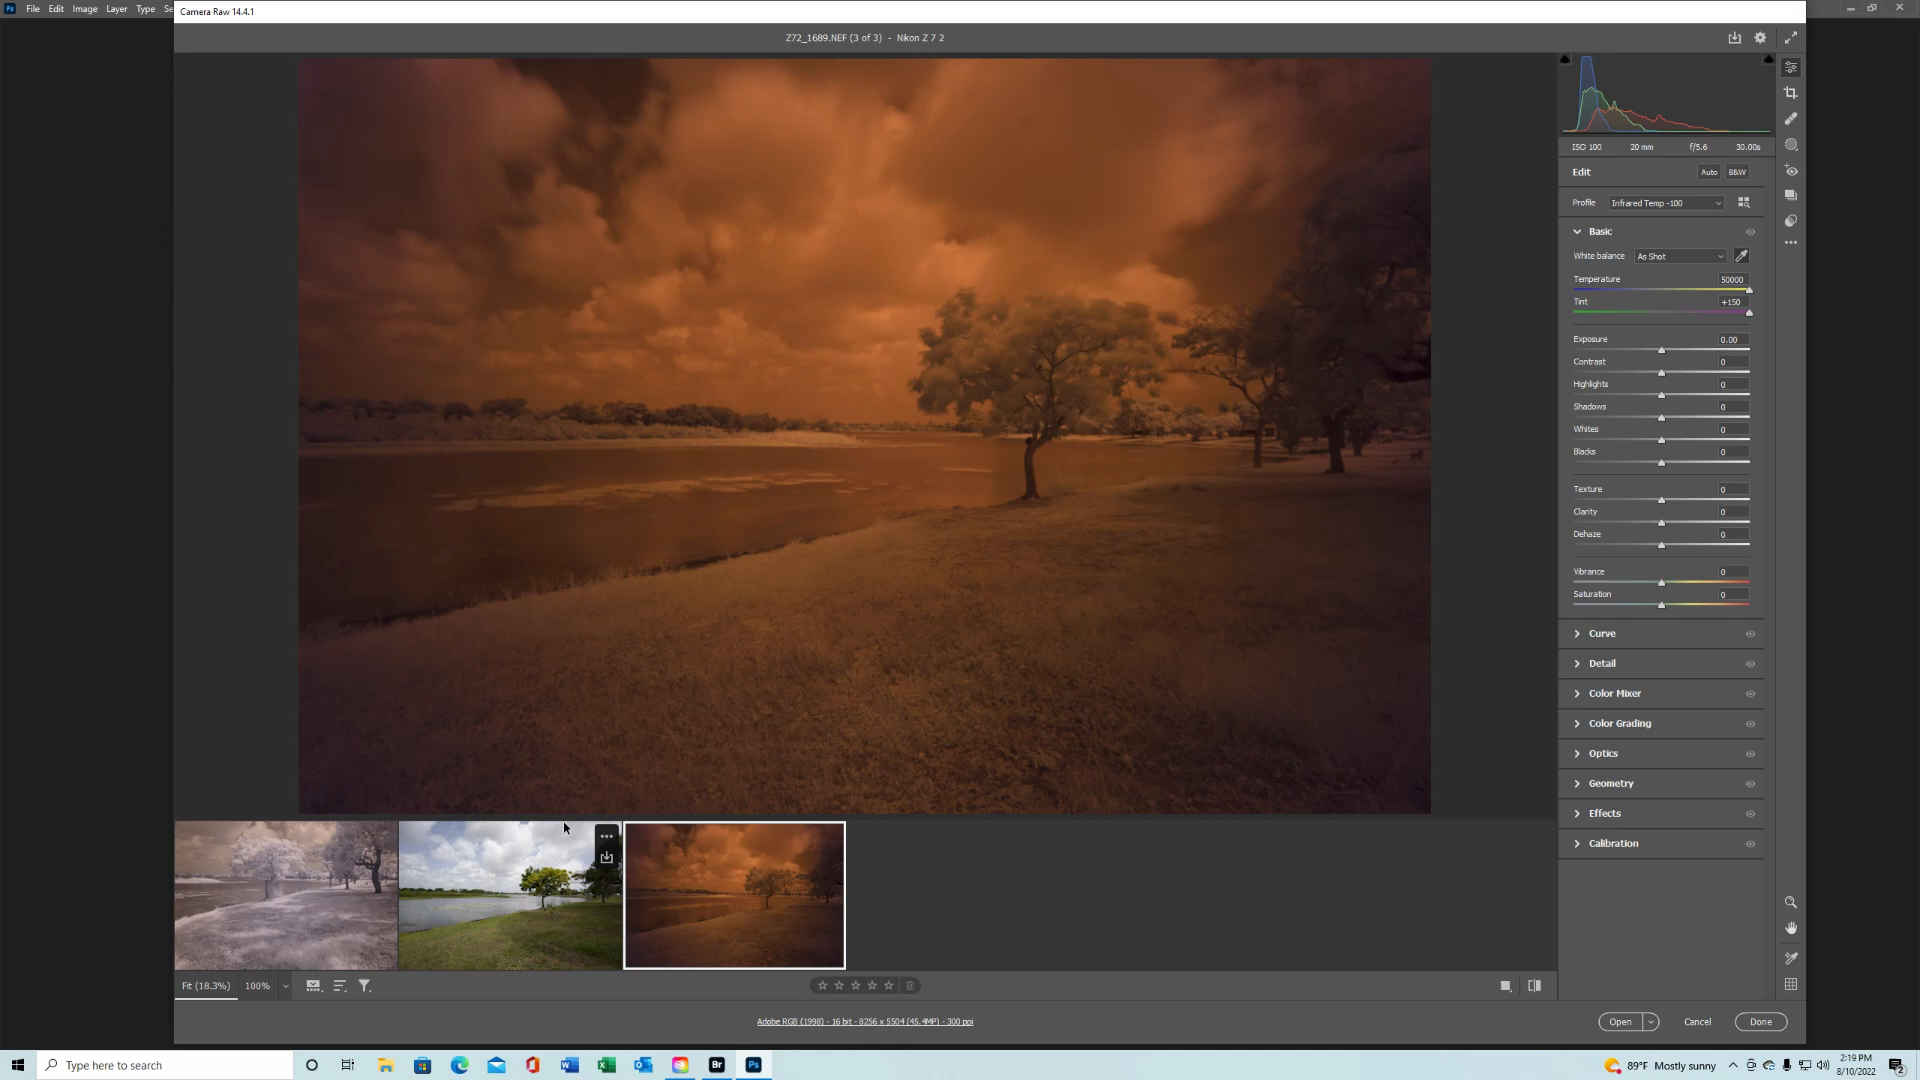 Ps File Edit Image Layer Type Se
Camera Raw 14.4.1
Z72_1689.NEF (3 of 3) - Nikon Z 7 2
ISO 100 20 mm f/5.6 30.00s
Edit Auto B&W
Profile Infrared Temp -100
Basic
White balance As Shot
Temperature 50000
Tint +150
Exposure 0.00
Contrast 0
Highlights 0
Shadows 0
Whites 0
Blacks 0
Texture 0
Clarity 0
Dehaze 0
Vibrance 0
Saturation 0
Curve
Detail
Color Mixer
Color Grading
Optics
Geometry
Effects
Calibration
Fit (18.3%) 100%
Adobe RGB (1998) - 16 bit - 8256 x 5504 (45.4MP) - 300 ppi
Open Cancel Done
Type here to search
Br Ps
89°F Mostly sunny
2:19 PM
8/10/2022
2